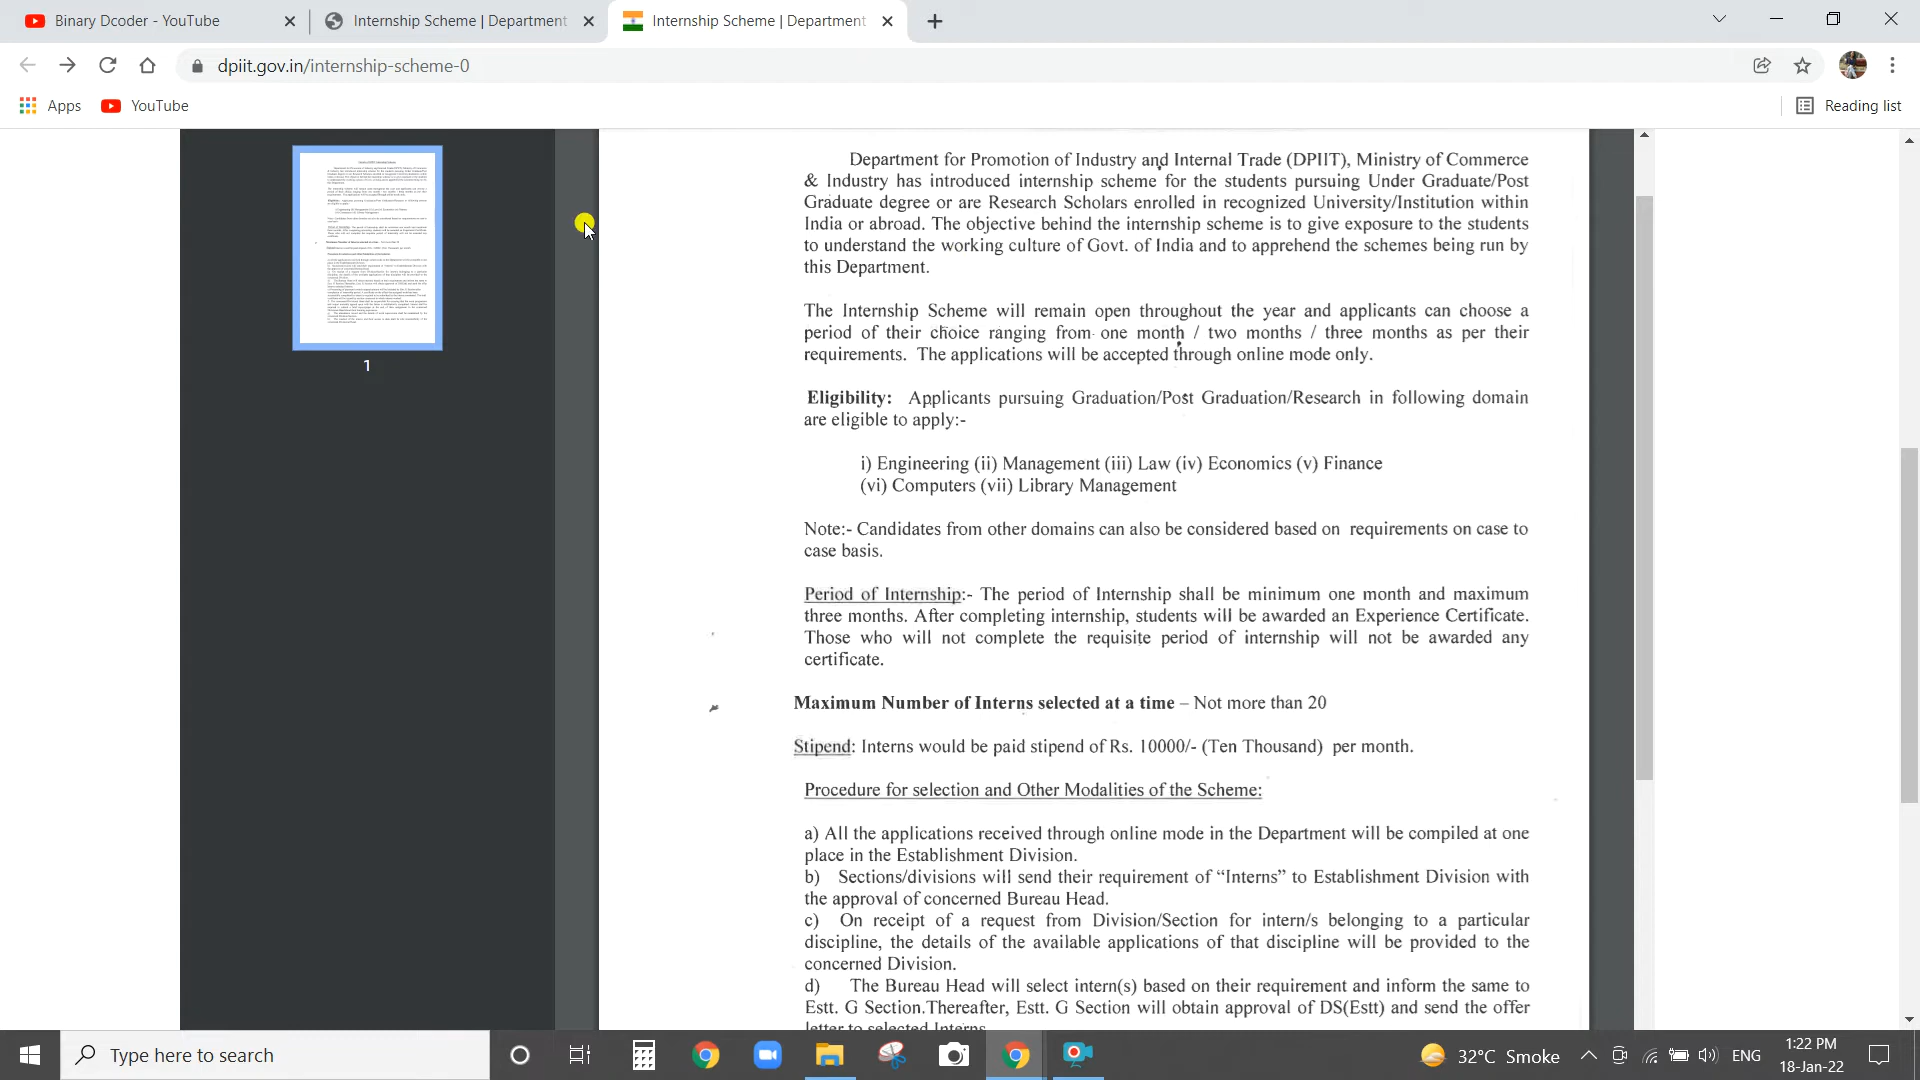 Binary Dcoder - YouTube
Internship Scheme | Department
Internship Scheme | Department
dpiit.gov.in/internship-scheme-0
Apps
YouTube
Reading list
1
Department for Promotion of Industry and Internal Trade (DPIIT), Ministry of Commerce
& Industry has introduced internship scheme for the students pursuing Under Graduate/Post
Graduate degree or are Research Scholars enrolled in recognized University/Institution within
India or abroad. The objective behind the internship scheme is to give exposure to the students
to understand the working culture of Govt. of India and to apprehend the schemes being run by
this Department.
The Internship Scheme will remain open throughout the year and applicants can choose a
period of their choice ranging from one month / two months / three months as per their
requirements. The applications will be accepted through online mode only.
Eligibility: Applicants pursuing Graduation/Post Graduation/Research in following domain
are eligible to apply:-
i) Engineering (ii) Management (iii) Law (iv) Economics (v) Finance
(vi) Computers (vii) Library Management
Note:- Candidates from other domains can also be considered based on requirements on case to
case basis.
Period of Internship:- The period of Internship shall be minimum one month and maximum
three months. After completing internship, students will be awarded an Experience Certificate.
Those who will not complete the requisite period of internship will not be awarded any
certificate.
Maximum Number of Interns selected at a time – Not more than 20
Stipend: Interns would be paid stipend of Rs. 10000/- (Ten Thousand) per month.
Procedure for selection and Other Modalities of the Scheme:
a) All the applications received through online mode in the Department will be compiled at one
place in the Establishment Division.
b) Sections/divisions will send their requirement of “Interns” to Establishment Division with
the approval of concerned Bureau Head.
c) On receipt of a request from Division/Section for intern/s belonging to a particular
discipline, the details of the available applications of that discipline will be provided to the
concerned Division.
d) The Bureau Head will select intern(s) based on their requirement and inform the same to
Estt. G Section.Thereafter, Estt. G Section will obtain approval of DS(Estt) and send the offer
letter to selected Interns
Type here to search
32°C Smoke
ENG
1:22 PM
18-Jan-22